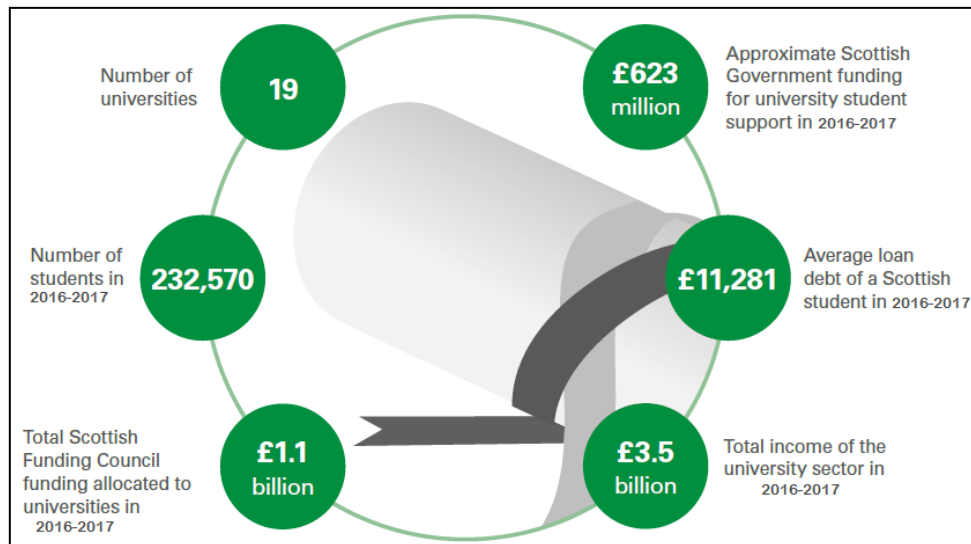 Number of
universities
19
£623
million
Approximate Scottish
Government funding
for university student
support in 2016-2017
Number of
students in
2016-2017
232,570
£11,281
Average loan
debt of a Scottish
student in 2016-2017
Total Scottish
Funding Council
funding allocated to
universities in
2016-2017
£1.1
billion
£3.5
billion
Total income of the
university sector in
2016-2017